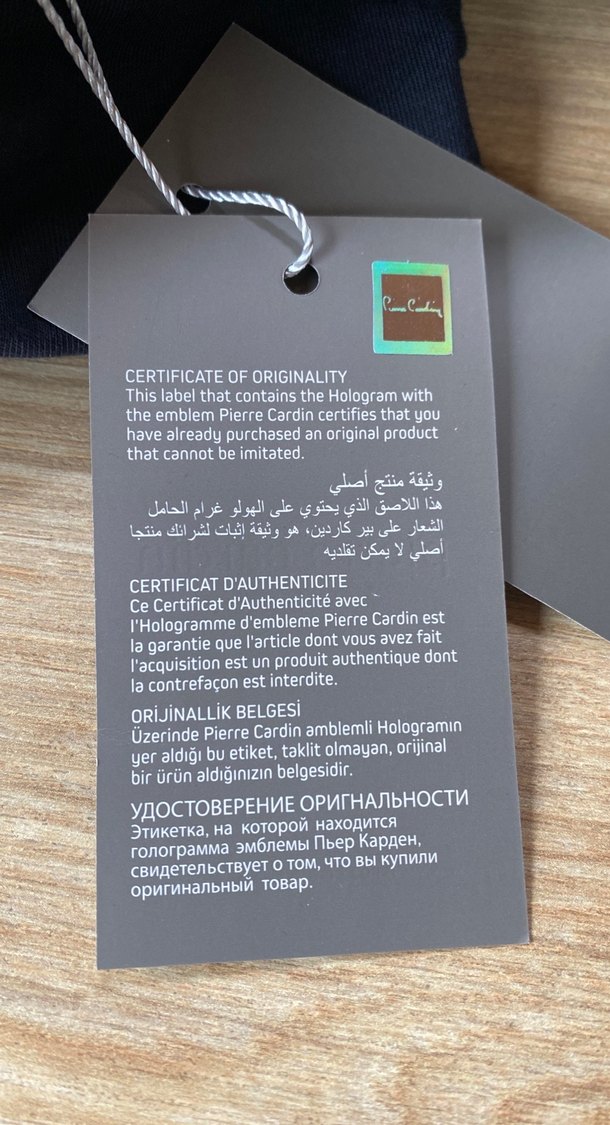 Pierre Cardin
CERTIFICATE OF ORIGINALITY
This label that contains the Hologram with
the emblem Pierre Cardin certifies that you
have already purchased an original product
that cannot be imitated.
وثيقة منتج أصلي
هذا اللاصق الذي يحتوي على الهولو غرام الحامل
الشعار على بير كاردين، هو وثيقة إثبات لشرائك منتجا
أصلي لا يمكن تقلديه
CERTIFICAT D'AUTHENTICITE
Ce Certificat d'Authenticité avec `
l'Hologramme d'embleme Pierre Cardin est
la garantie que l'article dont vous avez fait
l'acquisition est un produit authentique dont
la contrefaçon est interdite.
ORİJİNALLİK BELGESİ
Üzerinde Pierre Cardin amblemli Hologramın
yer aldığı bu etiket, taklit olmayan, orijinal
bir ürün aldığınızın belgesidir.
УДОСТОВЕРЕНИЕ ОРИГНАЛЬНОСТИ
Этикетка, на которой находится
голограмма эмблемы Пьер Карден,
свидетельствует о том, что вы купили
оригинальный товар.